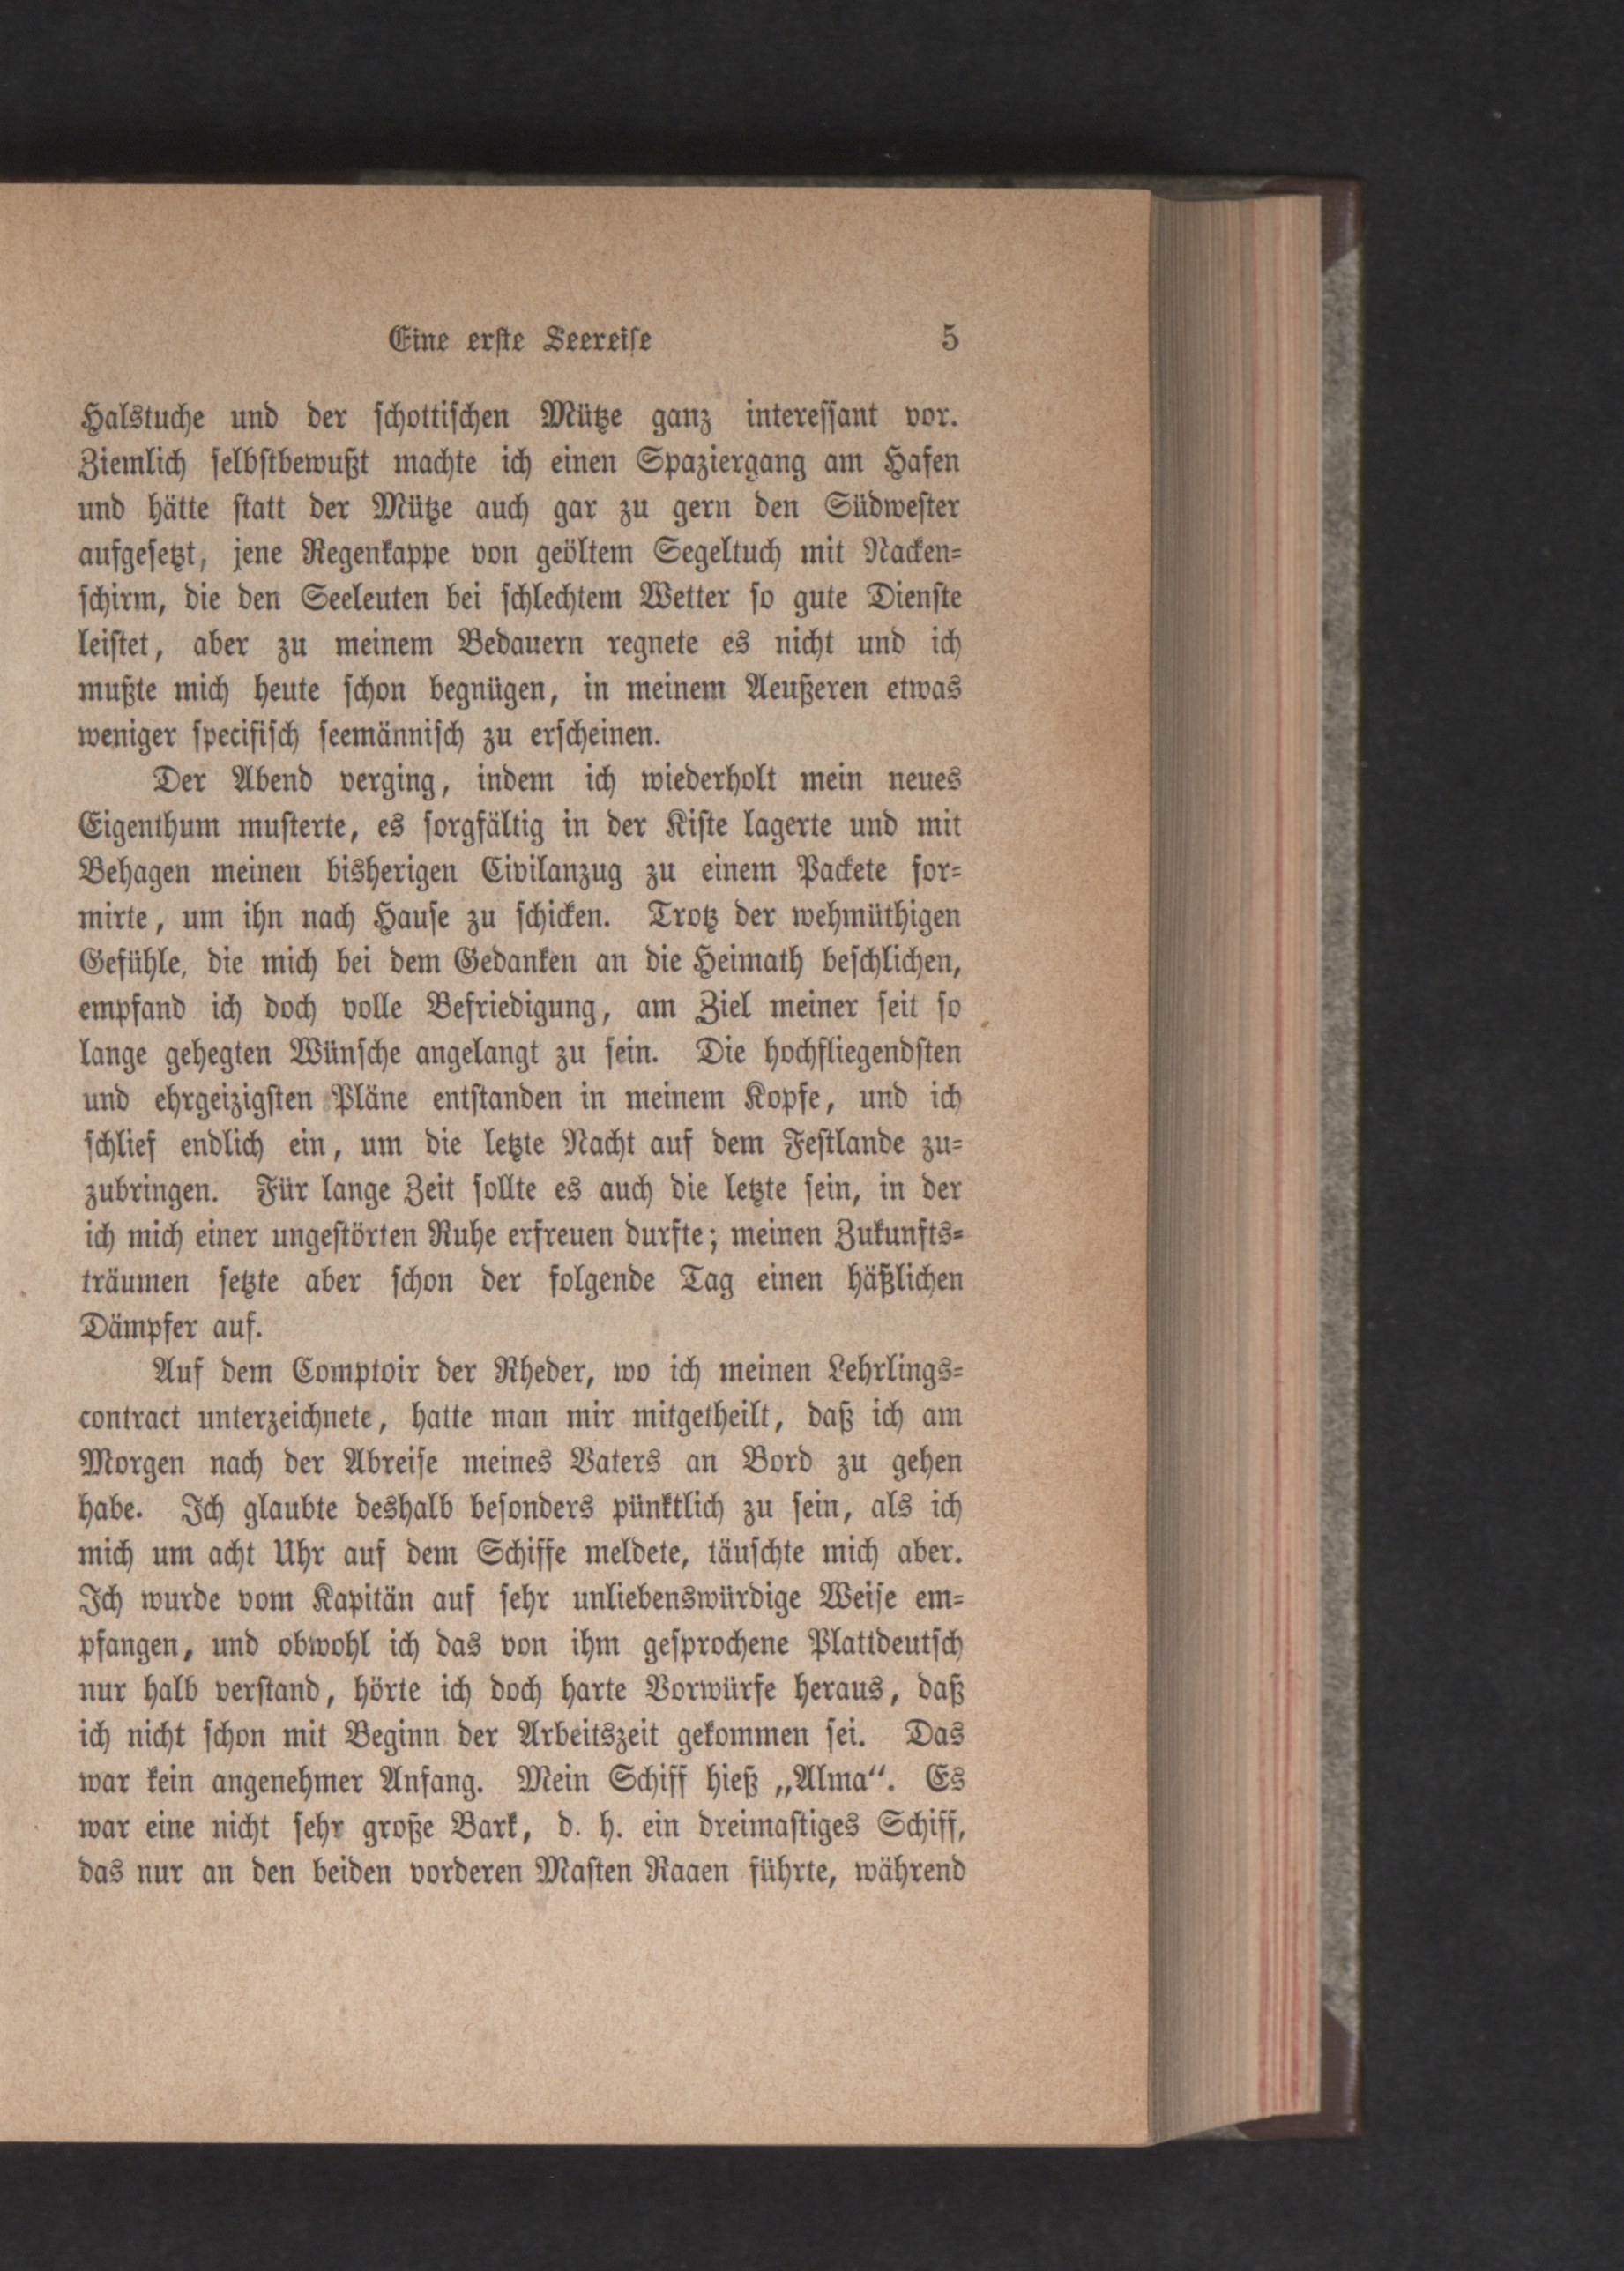 Eine erste Seereise 5
Halstuche und der schottischen Mütze ganz interessant vor.
Ziemlich selbstbewußt machte ich einen Spaziergang am Hafen
und hätte statt der Mütze auch gar zu gern den Südwester
aufgesetzt, jene Regenkappe von geöltem Segeltuch mit Nacken-
schirm, die den Seeleuten bei schlechtem Wetter so gute Dienste
leistet, aber zu meinem Bedauern regnete es nicht und ich
mußte mich heute schon begnügen, in meinem Aeußeren etwas
weniger specifisch seemännisch zu erscheinen.
Der Abend verging, indem ich wiederholt mein neues
Eigenthum musterte, es sorgfältig in der Kiste lagerte und mit
Behagen meinen bisherigen Civilanzug zu einem Packete for-
mirte, um ihn nach Hause zu schicken. Trotz der wehmüthigen
Gefühle, die mich bei dem Gedanken an die Heimath beschlichen,
empfand ich doch volle Befriedigung, am Ziel meiner seit so
lange gehegten Wünsche angelangt zu sein. Die hochfliegendsten
und ehrgeizigsten Pläne entstanden in meinem Kopfe, und ich
schlief endlich ein, um die letzte Nacht auf dem Festlande zu-
zubringen. Für lange Zeit sollte es auch die letzte sein, in der
ich mich einer ungestörten Ruhe erfreuen durfte; meinen Zukunfts-
träumen setzte aber schon der folgende Tag einen häßlichen
Dämpfer auf.
Auf dem Comptoir der Rheder, wo ich meinen Lehrlings-
contract unterzeichnete, hatte man mir mitgetheilt, daß ich am
Morgen nach der Abreise meines Vaters an Bord zu gehen
habe. Ich glaubte deshalb besonders pünktlich zu sein, als ich
mich um acht Uhr auf dem Schiffe meldete, täuschte mich aber.
Ich wurde vom Kapitän auf sehr unliebenswürdige Weise em-
pfangen, und obwohl ich das von ihm gesprochene Plattdeutsch
nur halb verstand, hörte ich doch harte Vorwürfe heraus, daß
ich nicht schon mit Beginn der Arbeitszeit gekommen sei. Das
war kein angenehmer Anfang. Mein Schiff hieß „Alma“. Es
war eine nicht sehr große Bark, d. h. ein dreimastiges Schiff,
das nur an den beiden vorderen Masten Raaen führte, während